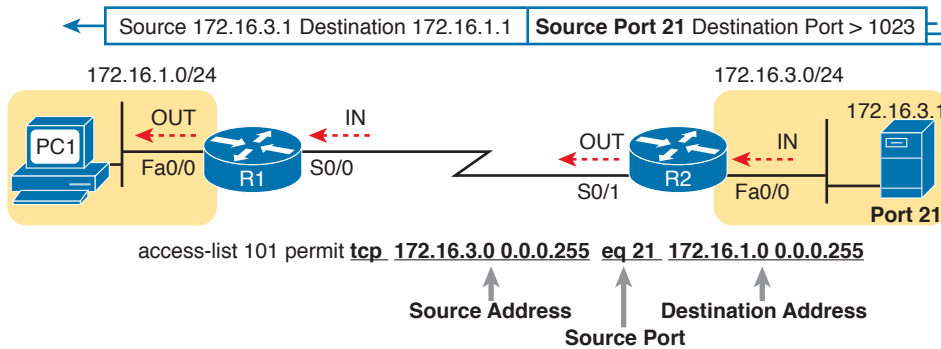 Source 172.16.3.1 Destination 172.16.1.1 Source Port 21 Destination Port > 1023
172.16.1.0/24
172.16.3.0/24
172.16.3.1
OUT
IN
OUT
IN
PC1
R1
R2
Fa0/0
S0/0
S0/1
Fa0/0
Port 21
access-list 101 permit tcp 172.16.3.0 0.0.0.255 eq 21 172.16.1.0 0.0.0.255
Source Address
Destination Address
Source Port